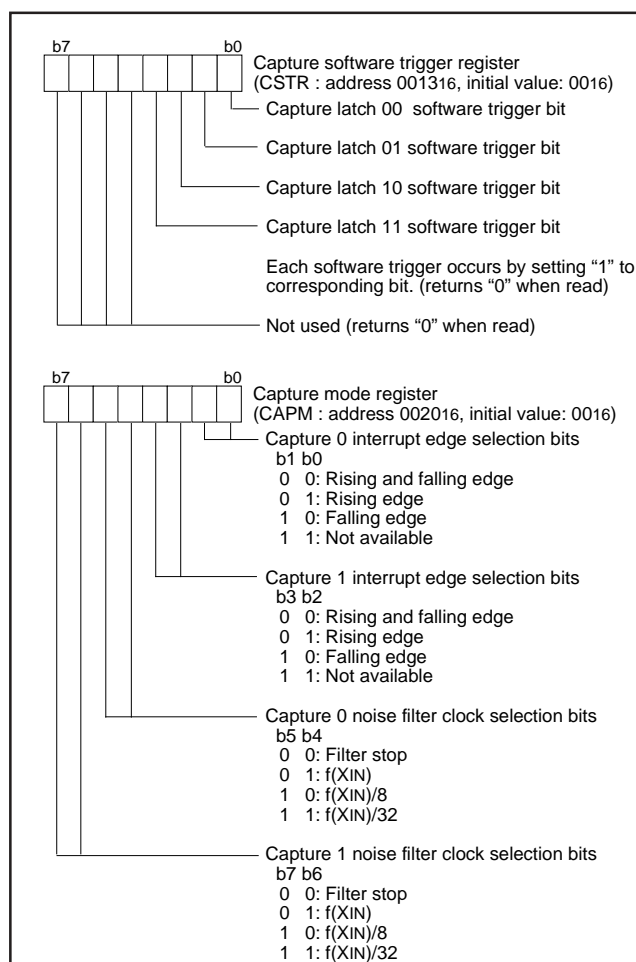 b7 b0
Capture software trigger register
(CSTR : address 001316, initial value: 0016)
Capture latch 00  software trigger bit
Capture latch 01 software trigger bit
Capture latch 10 software trigger bit
Capture latch 11 software trigger bit
Each software trigger occurs by setting “1” to
corresponding bit. (returns “0” when read)
Not used (returns “0” when read)
b7 b0
Capture mode register
(CAPM : address 002016, initial value: 0016)
Capture 0 interrupt edge selection bits
b1 b0
0 0: Rising and falling edge
0 1: Rising edge
1 0: Falling edge
1 1: Not available
Capture 1 interrupt edge selection bits
b3 b2
0 0: Rising and falling edge
0 1: Rising edge
1 0: Falling edge
1 1: Not available
Capture 0 noise filter clock selection bits
b5 b4
0 0: Filter stop
0 1: f(XIN)
1 0: f(XIN)/8
1 1: f(XIN)/32
Capture 1 noise filter clock selection bits
b7 b6
0 0: Filter stop
0 1: f(XIN)
1 0: f(XIN)/8
1 1: f(XIN)/32